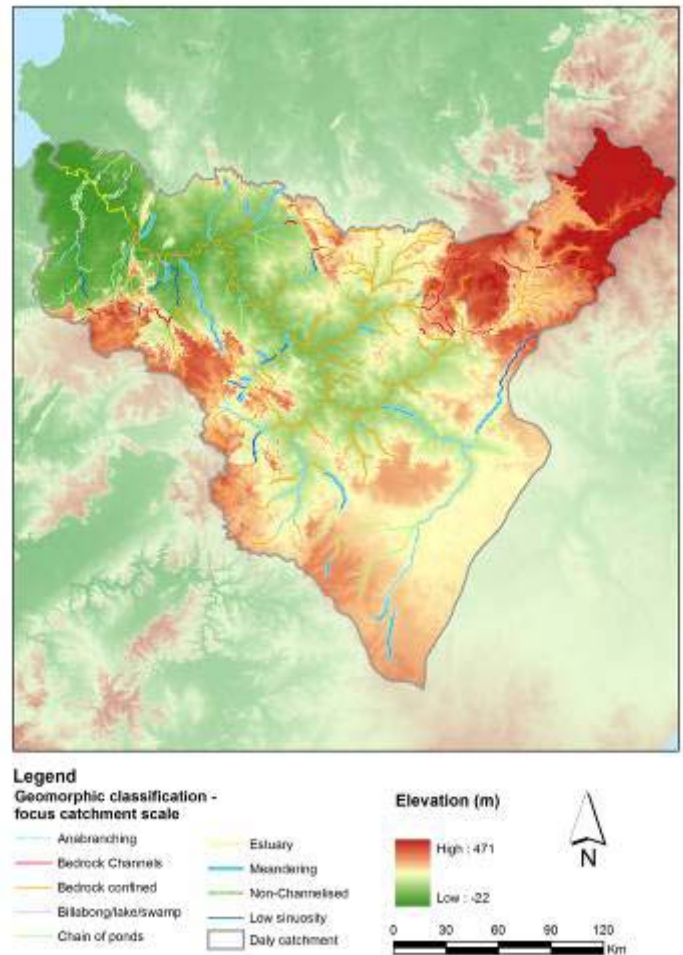 Legend
Geomorphic classification -
focus catchment scale
Anabranching
Bedrock Channels
Bedrock confined
Billabong/lake/swamp
Chain of ponds
Estuary
Meandering
Non-Channelised
Low sinuosity
Daly catchment
Elevation (m)
High : 471
Low : -22
N
0 30 60 90 120
Km